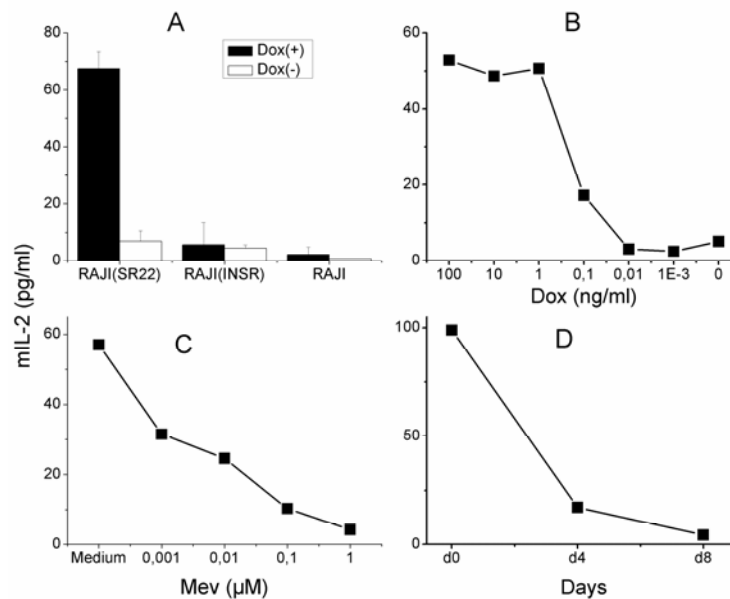 A
Dox(+)
Dox(-)
80
60
40
20
0
RAJI(SR22) RAJI(INSR) RAJI
B
60
40
20
0
100 10 1 0,1 0,01 1E-3 0
Dox (ng/ml)
mIL-2 (pg/ml)
C
60
40
20
0
Medium 0,001 0,01 0,1 1
Mev (µM)
D
100
50
0
d0 d4 d8
Days